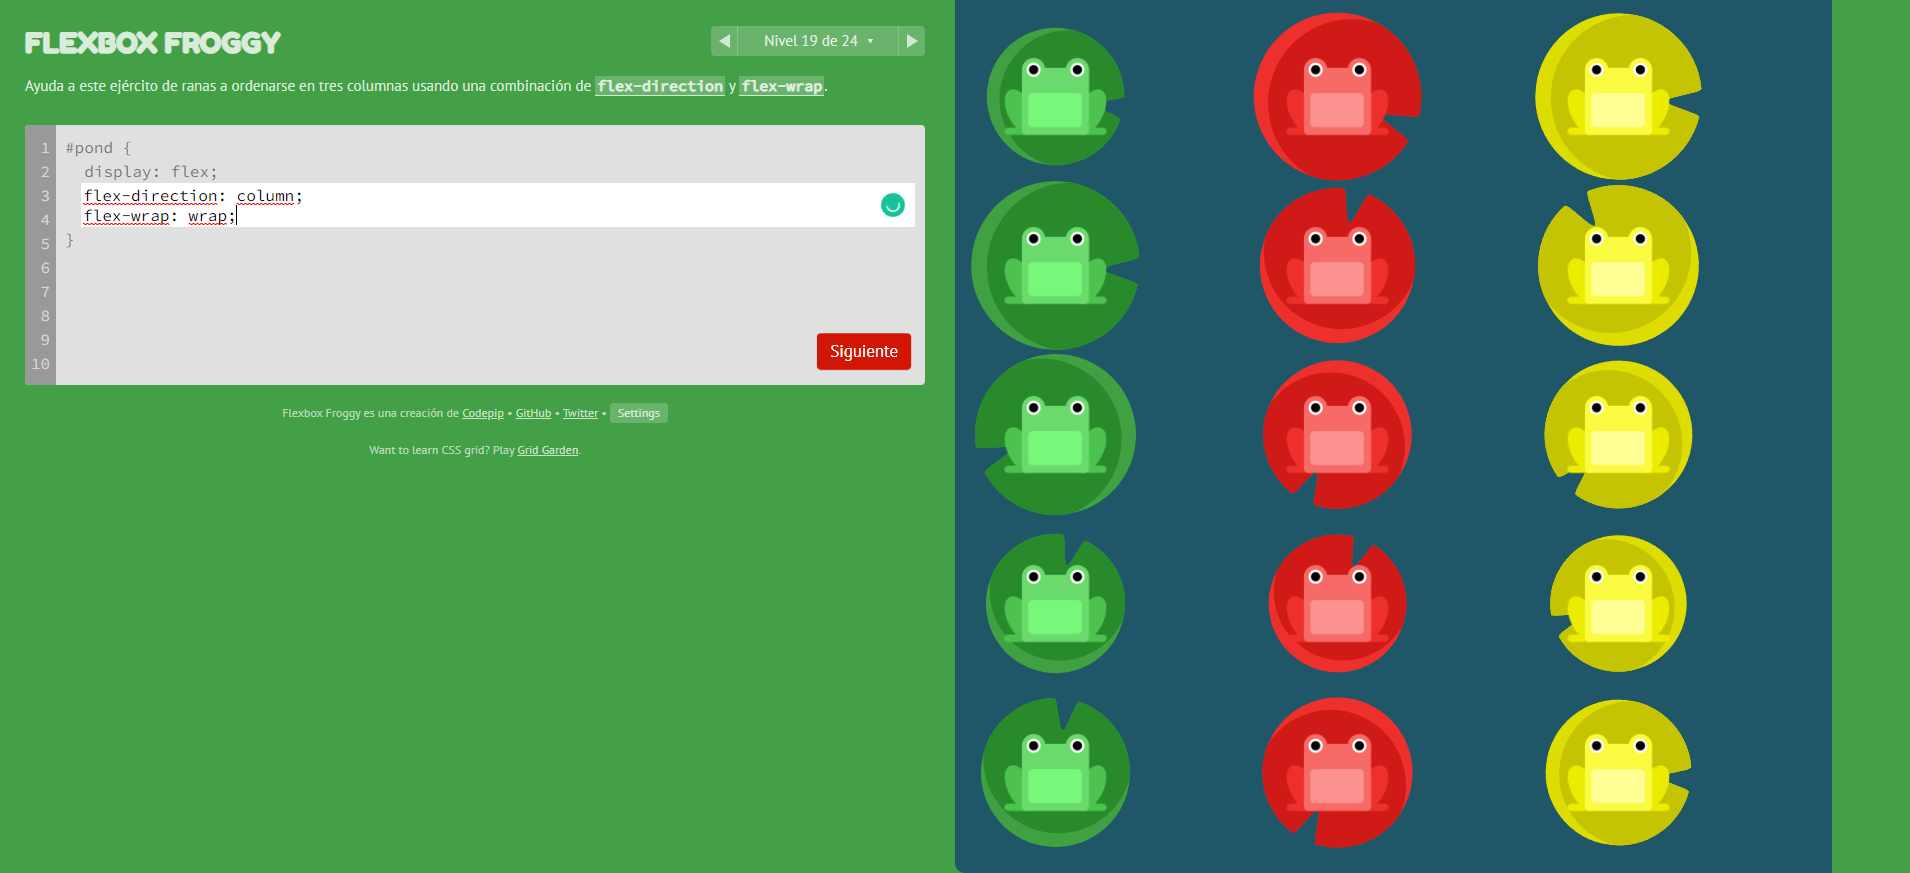 FLEXBOX FROGGY
Nivel 19 de 24
Ayuda a este ejército de ranas a ordenarse en tres columnas usando una combinación de flex-direction y flex-wrap.
1 #pond {
2 display: flex;
3 flex-direction: column;
4 flex-wrap: wrap;
5 }
6
7
8
9
10
Siguiente
Flexbox Froggy es una creación de Codepip • GitHub • Twitter • Settings
Want to learn CSS grid? Play Grid Garden.